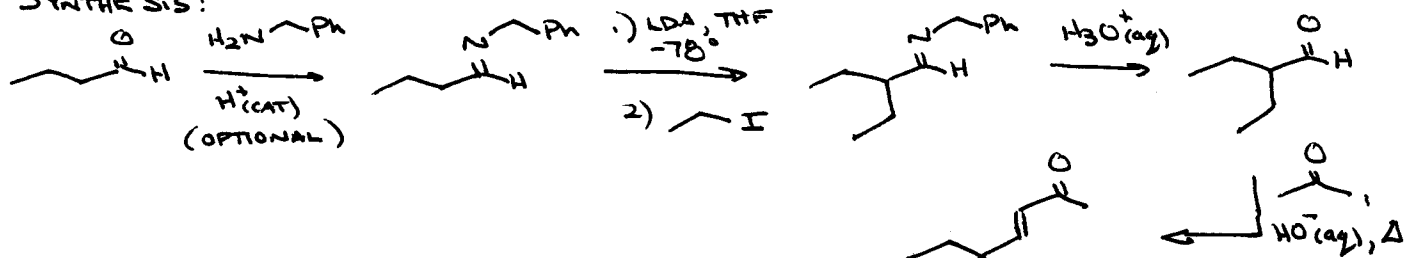 SYNTHESIS:
O
H
H2N Ph
H+(CAT)
(OPTIONAL)
N Ph
H
1.) LDA, THF
-78°
2) I
N Ph
H
H3O+(aq)
O
H
O
O
,
HO-(aq), Δ